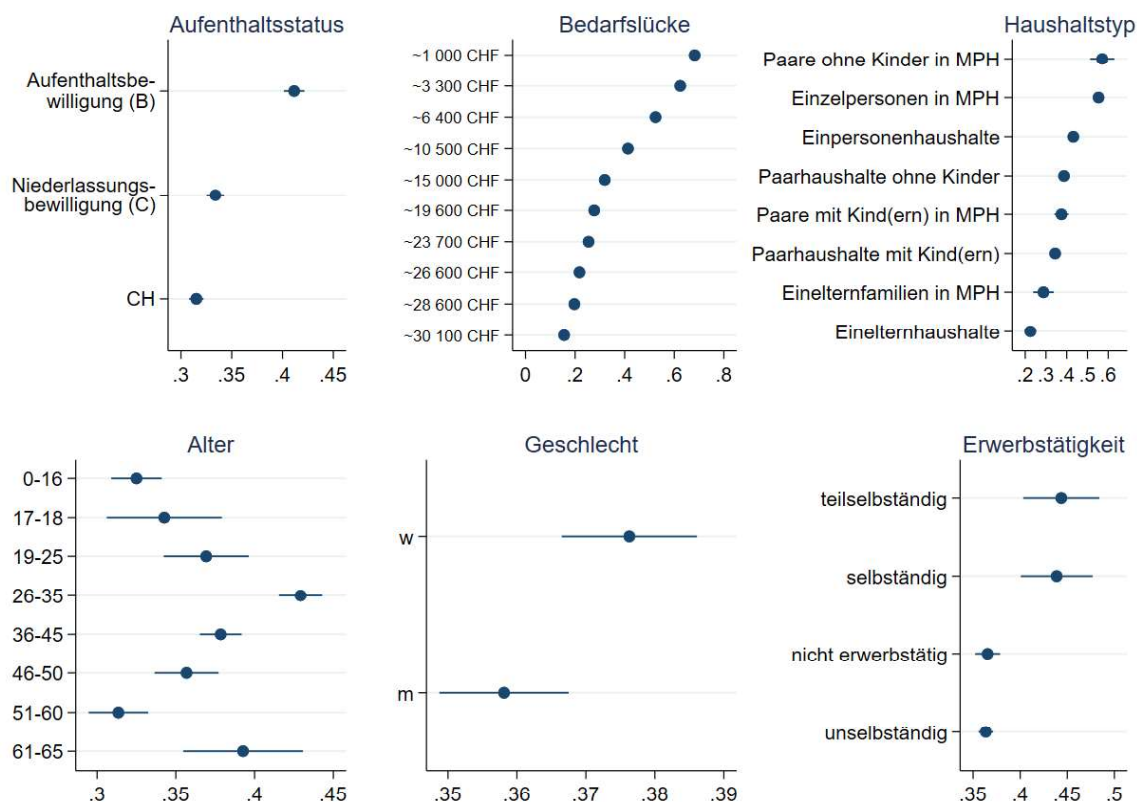 Aufenthaltsstatus
Aufenthaltsbe-
willigung (B)
Niederlassungs-
bewilligung (C)
CH
.3 .35 .4 .45
Bedarfslücke
~1 000 CHF
~3 300 CHF
~6 400 CHF
~10 500 CHF
~15 000 CHF
~19 600 CHF
~23 700 CHF
~26 600 CHF
~28 600 CHF
~30 100 CHF
0 .2 .4 .6 .8
Haushaltstyp
Paare ohne Kinder in MPH
Einzelpersonen in MPH
Einpersonenhaushalte
Paarhaushalte ohne Kinder
Paare mit Kind(ern) in MPH
Paarhaushalte mit Kind(ern)
Einelternfamilien in MPH
Einelternhaushalte
.2 .3 .4 .5 .6
Alter
0-16
17-18
19-25
26-35
36-45
46-50
51-60
61-65
.3 .35 .4 .45
Geschlecht
w
m
.35 .36 .37 .38 .39
Erwerbstätigkeit
teilselbständig
selbständig
nicht erwerbstätig
unselbständig
.35 .4 .45 .5